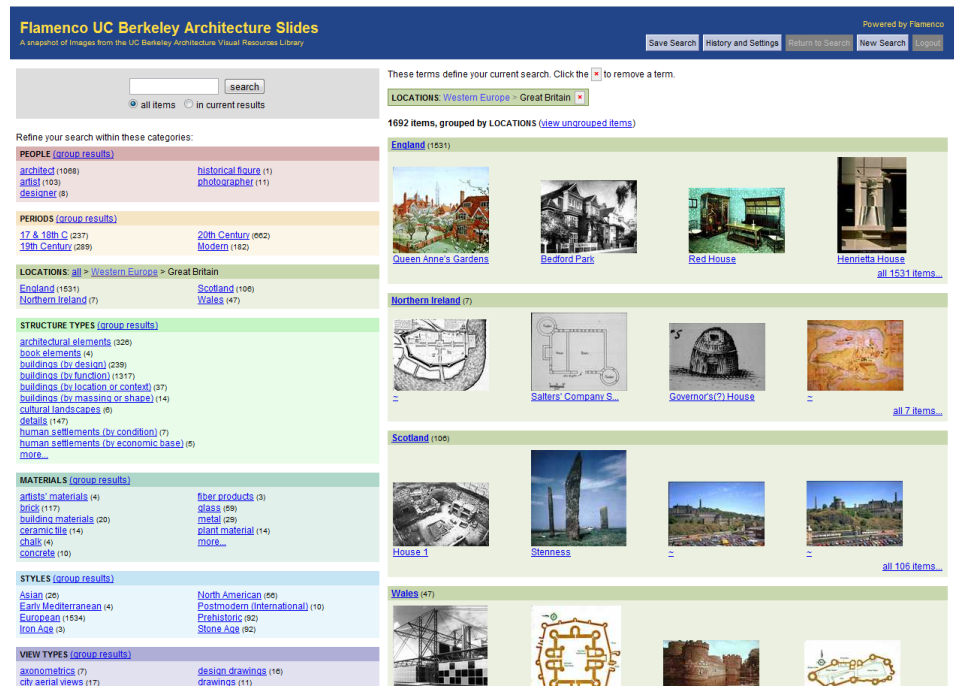 Flamenco UC Berkeley Architecture Slides
A snapshot of Images from the UC Berkeley Architecture Visual Resources Library
Powered by Flamenco
Save Search History and Settings Return to Search New Search Logout
search
all items in current results
Refine your search within these categories:
PEOPLE (group results)
architect (1068) historical figure (1)
artist (103) photographer (11)
designer (8)
PERIODS (group results)
17 & 18th C (237) 20th Century (662)
19th Century (289) Modern (182)
LOCATIONS: all > Western Europe > Great Britain
England (1531) Scotland (106)
Northern Ireland (7) Wales (47)
STRUCTURE TYPES (group results)
architectural elements (326)
book elements (4)
buildings (by design) (239)
buildings (by function) (1317)
buildings (by location or context) (37)
buildings (by massing or shape) (14)
cultural landscapes (6)
details (147)
human settlements (by condition) (7)
human settlements (by economic base) (5)
more...
MATERIALS (group results)
artists' materials (4) fiber products (3)
brick (117) glass (59)
building materials (20) metal (29)
ceramic tile (14) plant material (14)
chalk (4) more...
concrete (10)
STYLES (group results)
Asian (26) North American (66)
Early Mediterranean (4) Postmodern (International) (10)
European (1534) Prehistoric (92)
Iron Age (3) Stone Age (92)
VIEW TYPES (group results)
axonometrics (7) design drawings (16)
city aerial views (17) drawings (11)
These terms define your current search. Click the × to remove a term.
LOCATIONS: Western Europe > Great Britain ×
1692 items, grouped by LOCATIONS (view ungrouped items)
England (1531)
Queen Anne's Gardens Bedford Park Red House Henrietta House
all 1531 items...
Northern Ireland (7)
~ Salters' Company S... Governor's(?) House ~
all 7 items...
Scotland (106)
House 1 Stenness ~ ~
all 106 items...
Wales (47)